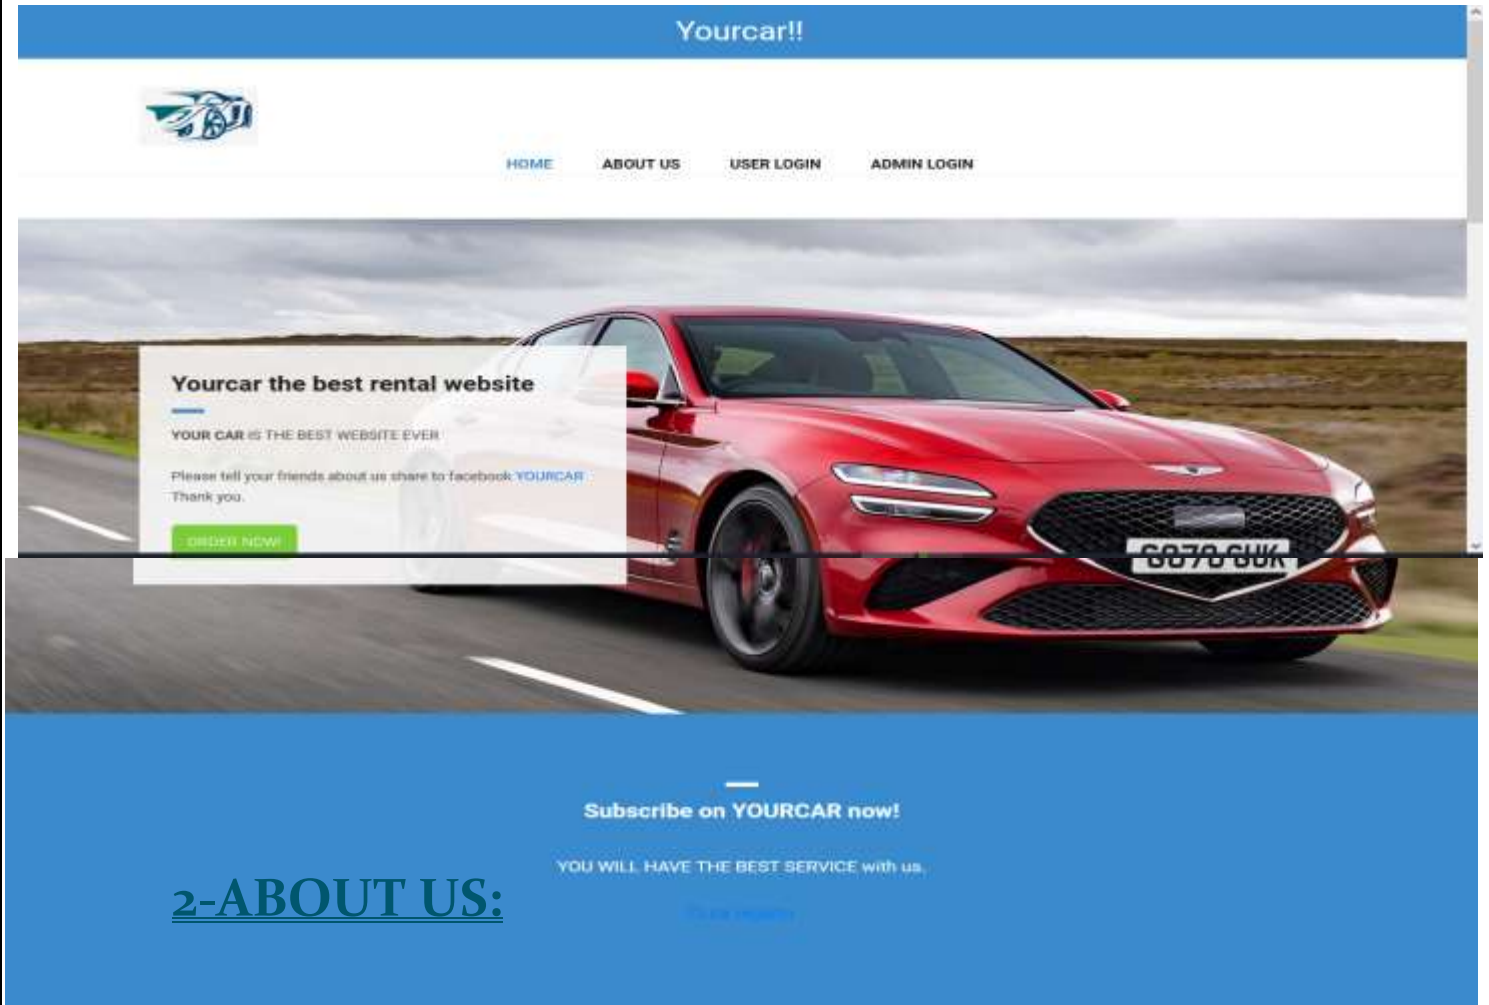 Yourcar!!
HOME ABOUT US USER LOGIN ADMIN LOGIN
Yourcar the best rental website
YOUR CAR IS THE BEST WEBSITE EVER
Please tell your friends about us share to facebook YOURCAR
Thank you.
ORDER NOW!
Subscribe on YOURCAR now!
YOU WILL HAVE THE BEST SERVICE with us.
2-ABOUT US: